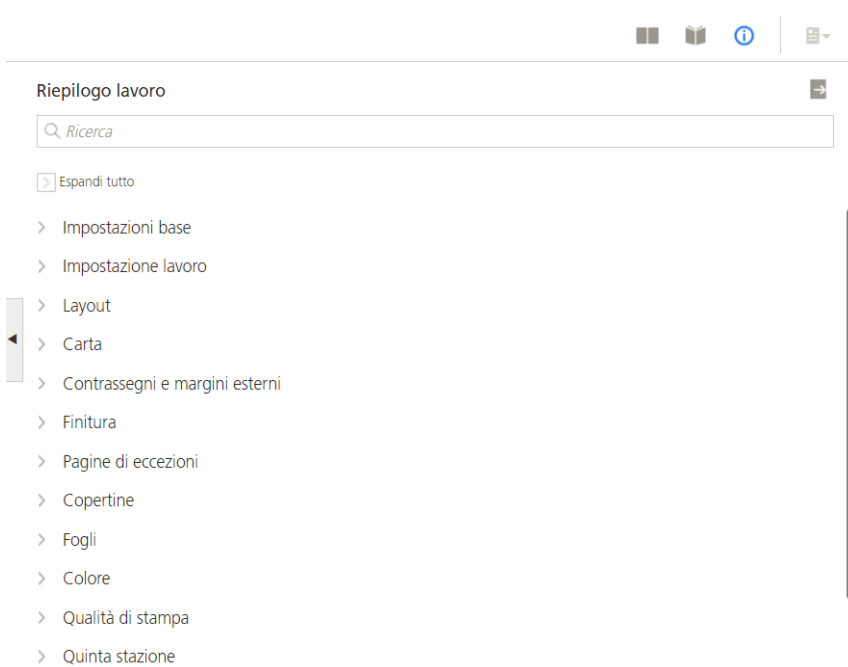 Riepilogo lavoro
Ricerca
Espandi tutto
Impostazioni base
Impostazione lavoro
Layout
Carta
Contrassegni e margini esterni
Finitura
Pagine di eccezioni
Copertine
Fogli
Colore
Qualità di stampa
Quinta stazione